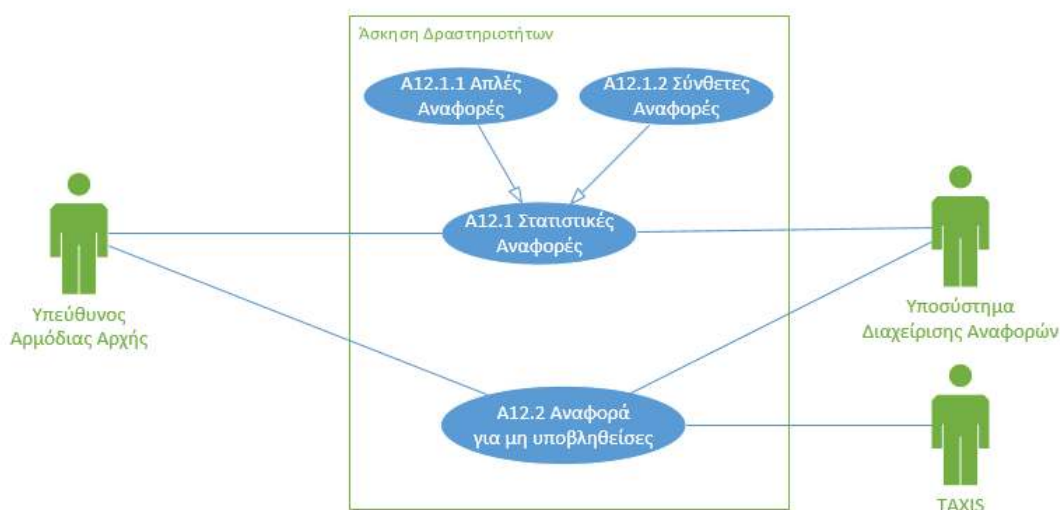 Άσκηση Δραστηριοτήτων
Α12.1.1 Απλές
Αναφορές
Α12.1.2 Σύνθετες
Αναφορές
Α12.1 Στατιστικές
Αναφορές
Υπεύθυνος
Αρμόδιας Αρχής
Υποσύστημα
Διαχείρισης Αναφορών
Α12.2 Αναφορά
για μη υποβληθείσες
TAXIS